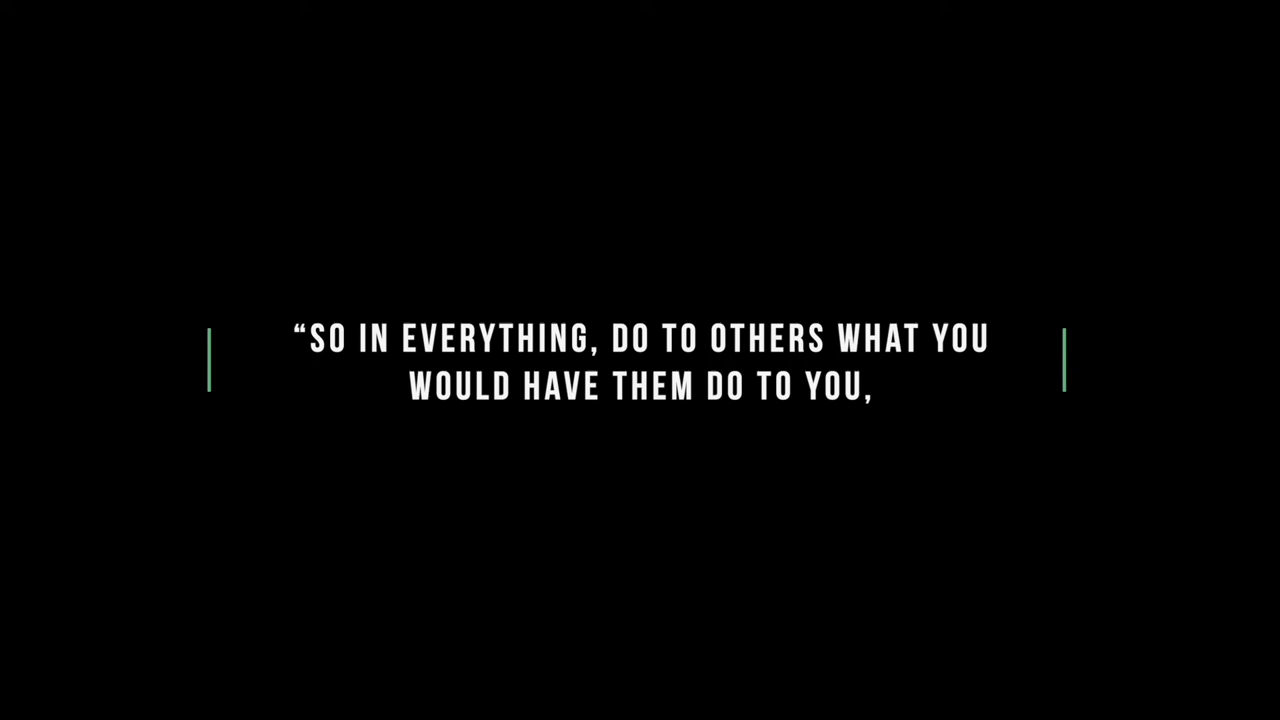 “SO IN EVERYTHING, DO TO OTHERS WHAT YOU
WOULD HAVE THEM DO TO YOU,